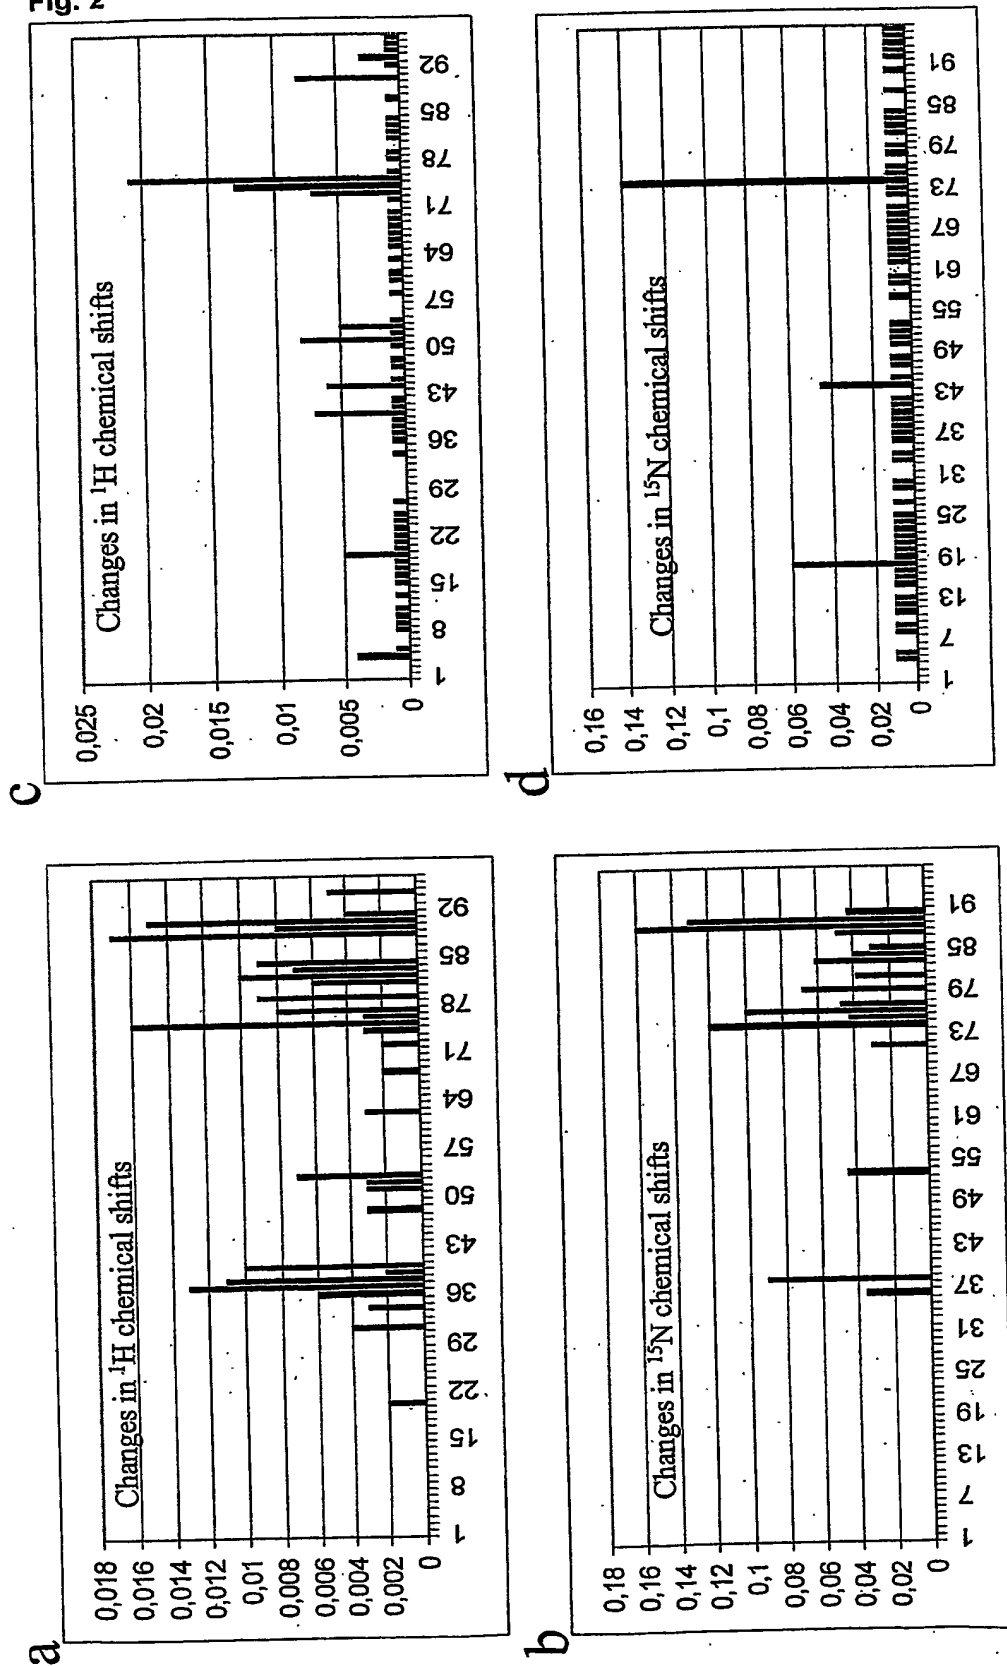 Fig. 2
a
Changes in ¹H chemical shifts
0,018
0,016
0,014
0,012
0,01
0,008
0,006
0,004
0,002
0
1 8 15 22 29 36 43 50 57 64 71 78 85 92
b
Changes in ¹⁵N chemical shifts
0,18
0,16
0,14
0,12
0,1
0,08
0,06
0,04
0,02
0
1 7 13 19 25 31 37 43 49 55 61 67 73 79 85 91
c
Changes in ¹H chemical shifts
0,025
0,02
0,015
0,01
0,005
0
1 8 15 22 29 36 43 50 57 64 71 78 85 92
d
Changes in ¹⁵N chemical shifts
0,16
0,14
0,12
0,1
0,08
0,06
0,04
0,02
0
1 7 13 19 25 31 37 43 49 55 61 67 73 79 85 91